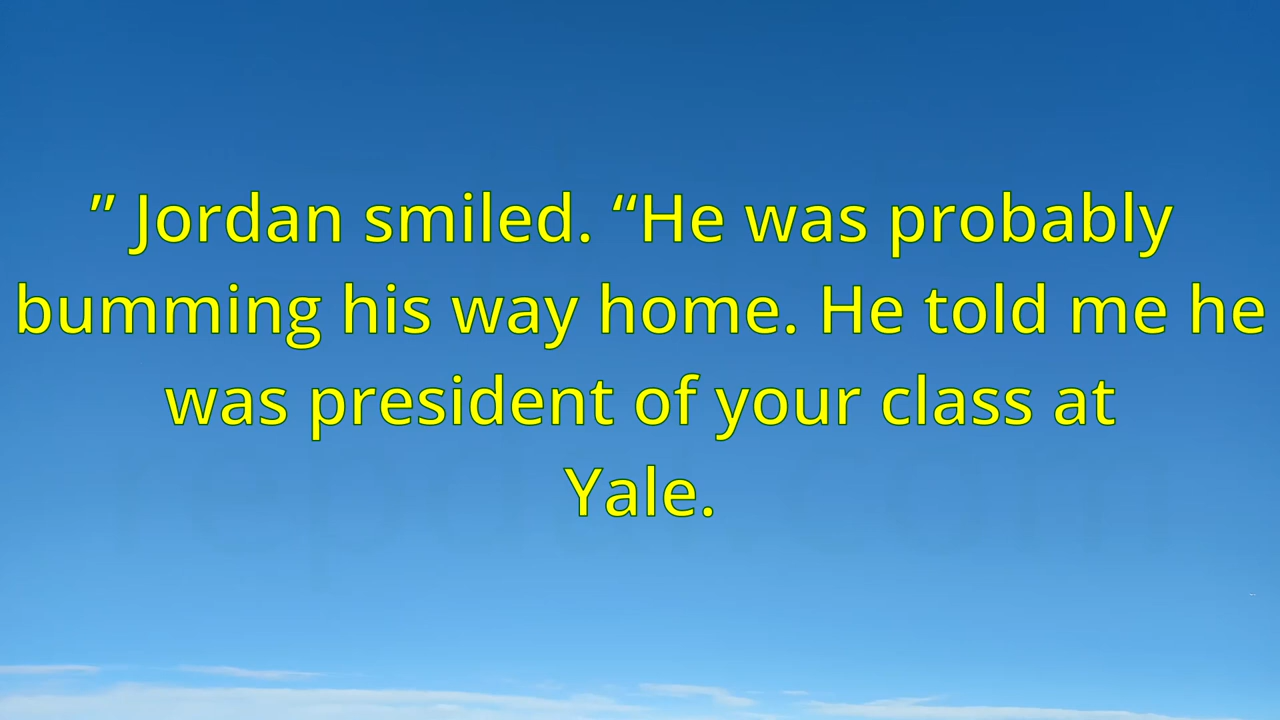 ” Jordan smiled. “He was probably
bumming his way home. He told me he
was president of your class at
Yale.